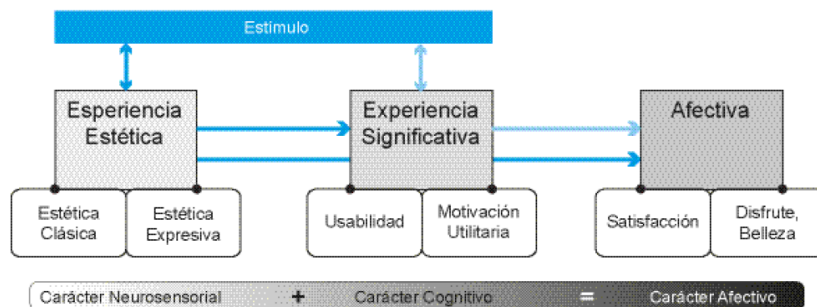 Estímulo
Esperiencia
Estética
Experiencia
Significativa
Afectiva
Estética
Clásica
Estética
Expresiva
Usabilidad
Motivación
Utilitaria
Satisfacción
Disfrute,
Belleza
Carácter Neurosensorial + Carácter Cognitivo = Carácter Afectivo